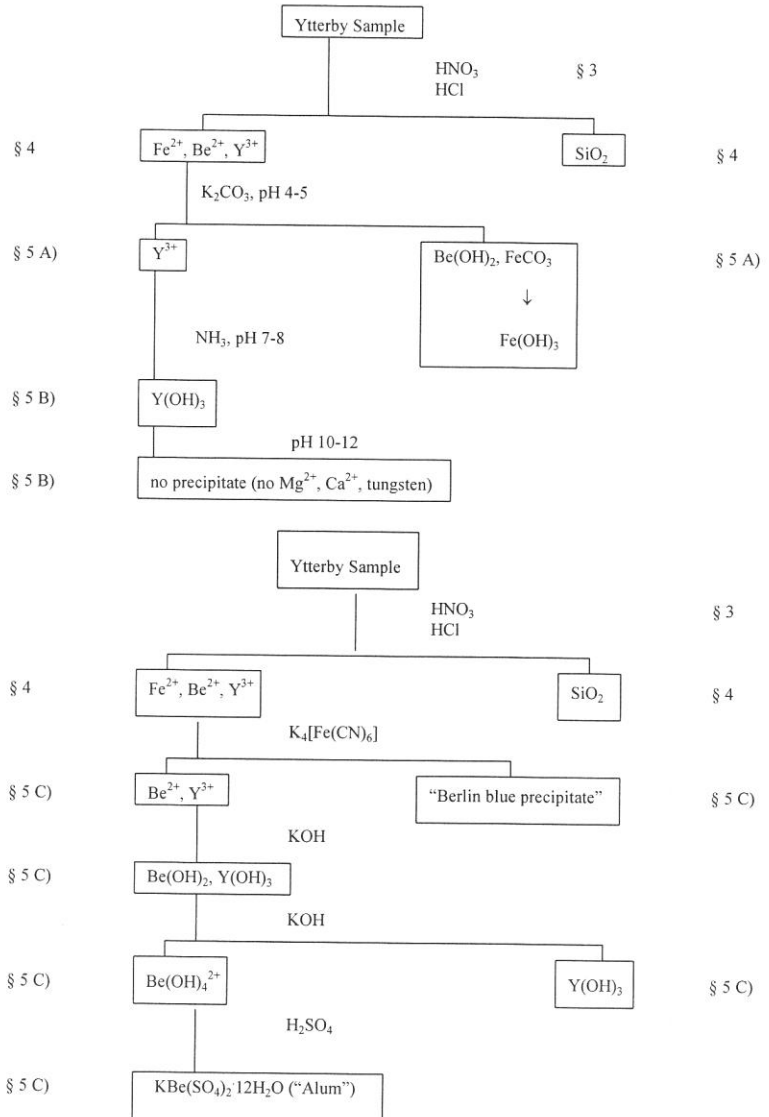 Ytterby Sample
HNO₃ § 3
HCl
§ 4 Fe²⁺, Be²⁺, Y³⁺ SiO₂ § 4
K₂CO₃, pH 4-5
§ 5 A) Y³⁺ Be(OH)₂, FeCO₃ § 5 A)
↓
NH₃, pH 7-8 Fe(OH)₃
§ 5 B) Y(OH)₃
pH 10-12
§ 5 B) no precipitate (no Mg²⁺, Ca²⁺, tungsten)
Ytterby Sample
HNO₃ § 3
HCl
§ 4 Fe²⁺, Be²⁺, Y³⁺ SiO₂ § 4
K₄[Fe(CN)₆]
§ 5 C) Be²⁺, Y³⁺ “Berlin blue precipitate” § 5 C)
KOH
§ 5 C) Be(OH)₂, Y(OH)₃
KOH
§ 5 C) Be(OH)₄²⁺ Y(OH)₃ § 5 C)
H₂SO₄
§ 5 C) KBe(SO₄)₂·12H₂O (“Alum”)